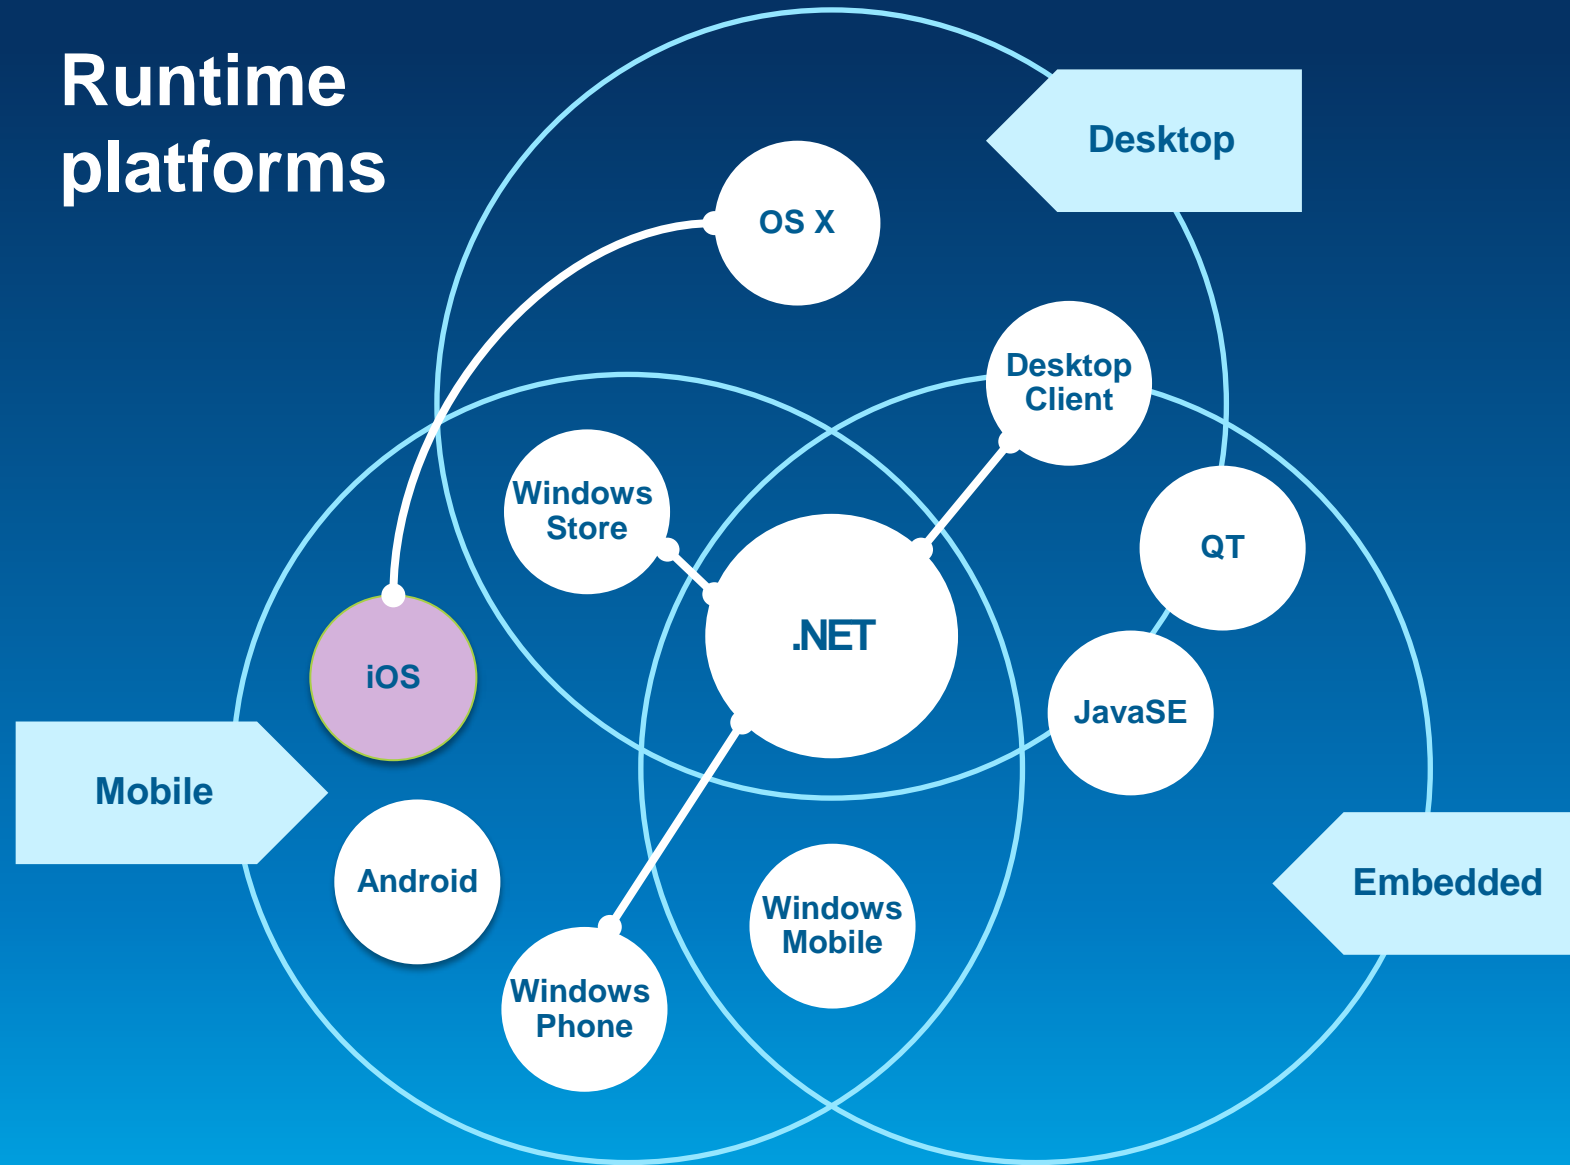 Runtime
platforms
Desktop
OS X
Desktop
Client
Windows
Store
QT
.NET
iOS
JavaSE
Mobile
Android
Embedded
Windows
Mobile
Windows
Phone